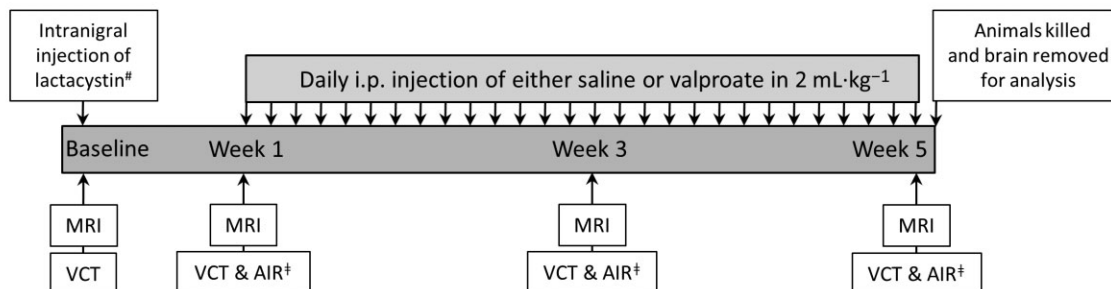 Intranigral
injection of
lactacystin#
Animals killed
and brain removed
for analysis
Daily i.p. injection of either saline or valproate in 2 mL·kg⁻¹
Baseline
Week 1
Week 3
Week 5
MRI
MRI
MRI
MRI
VCT
VCT & AIR‡
VCT & AIR‡
VCT & AIR‡